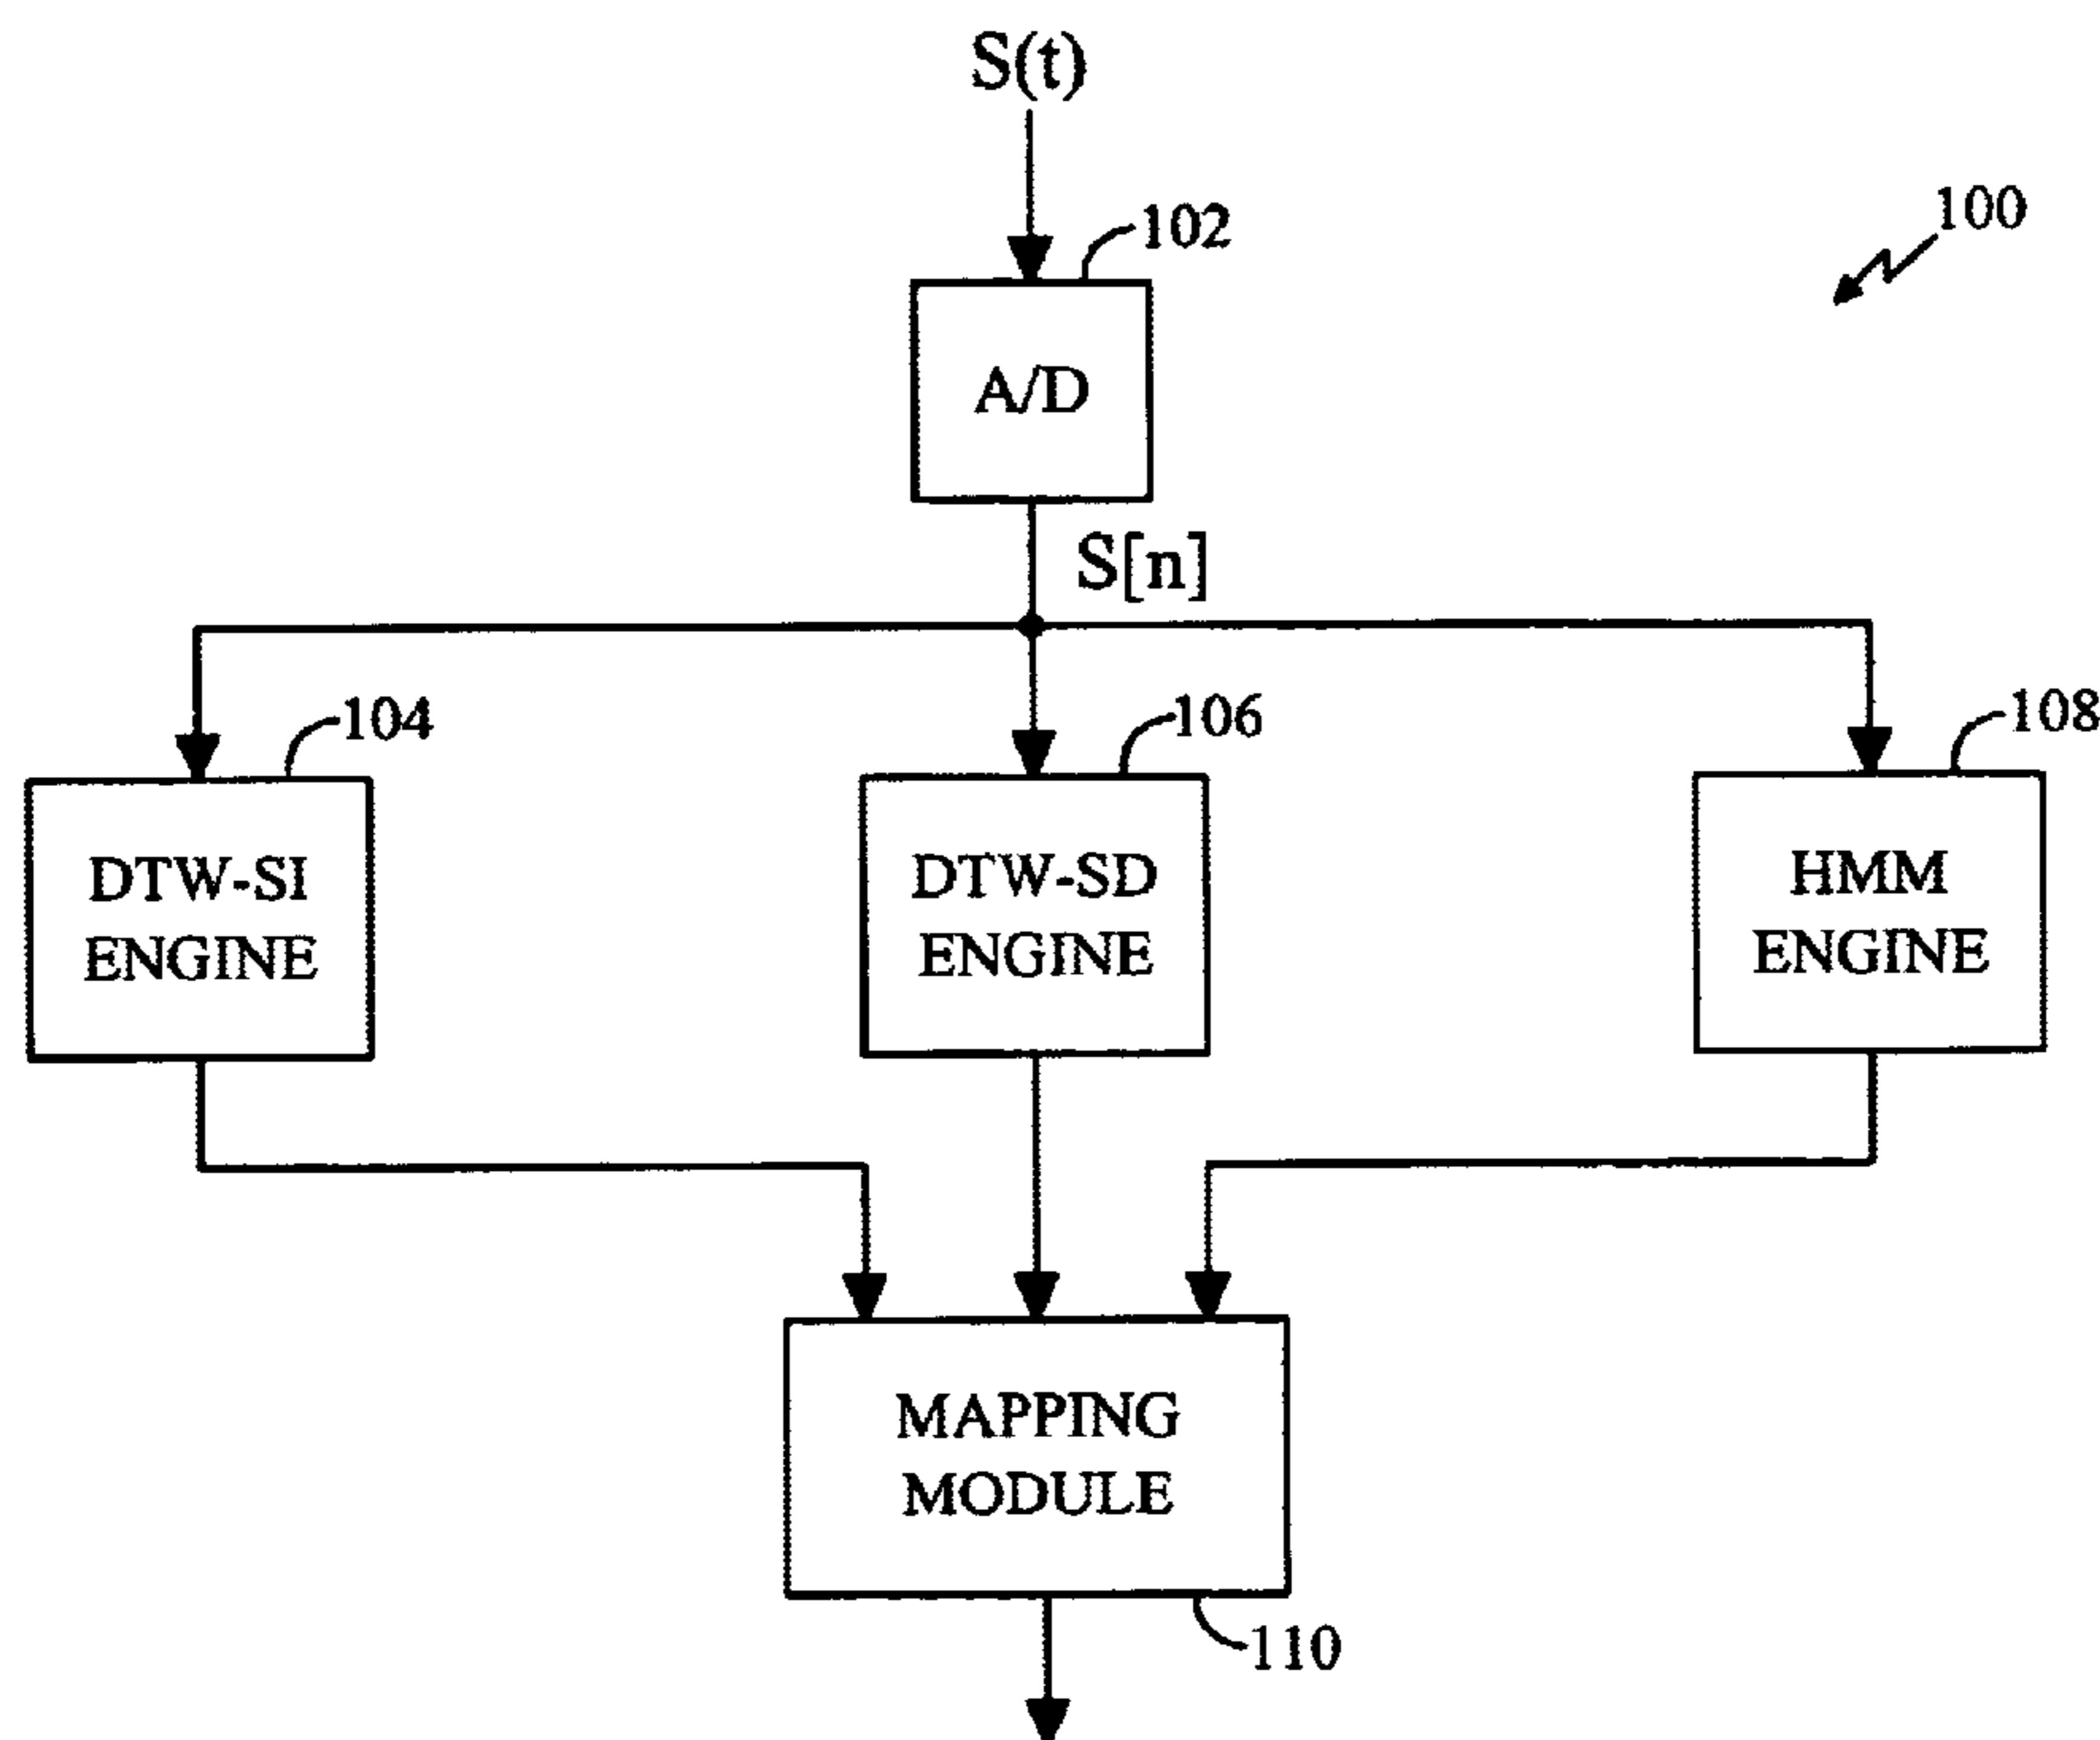 S(t)
102
100
A/D
S[n]
104
106
108
DTW-SI
ENGINE
DTW-SD
ENGINE
HMM
ENGINE
MAPPING
MODULE
110